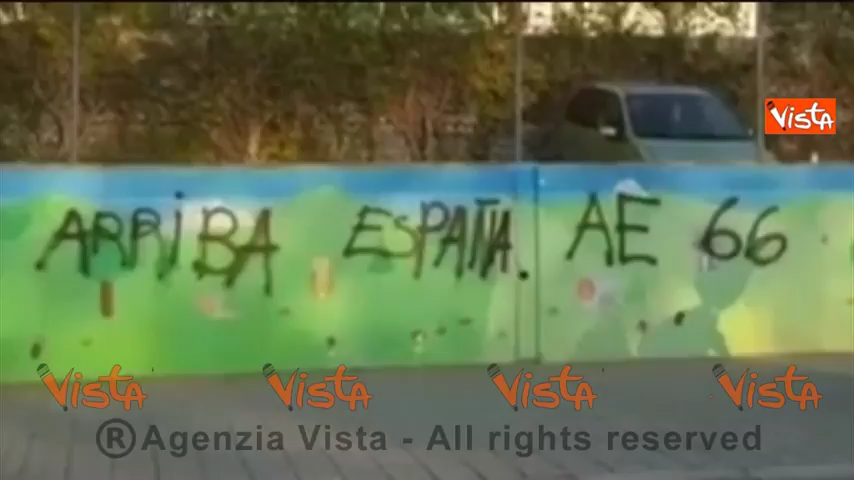 VISTA
ARRiBA ESPAÑA. AE 66
VISTA VISTA VISTA VISTA
®Agenzia Vista - All rights reserved